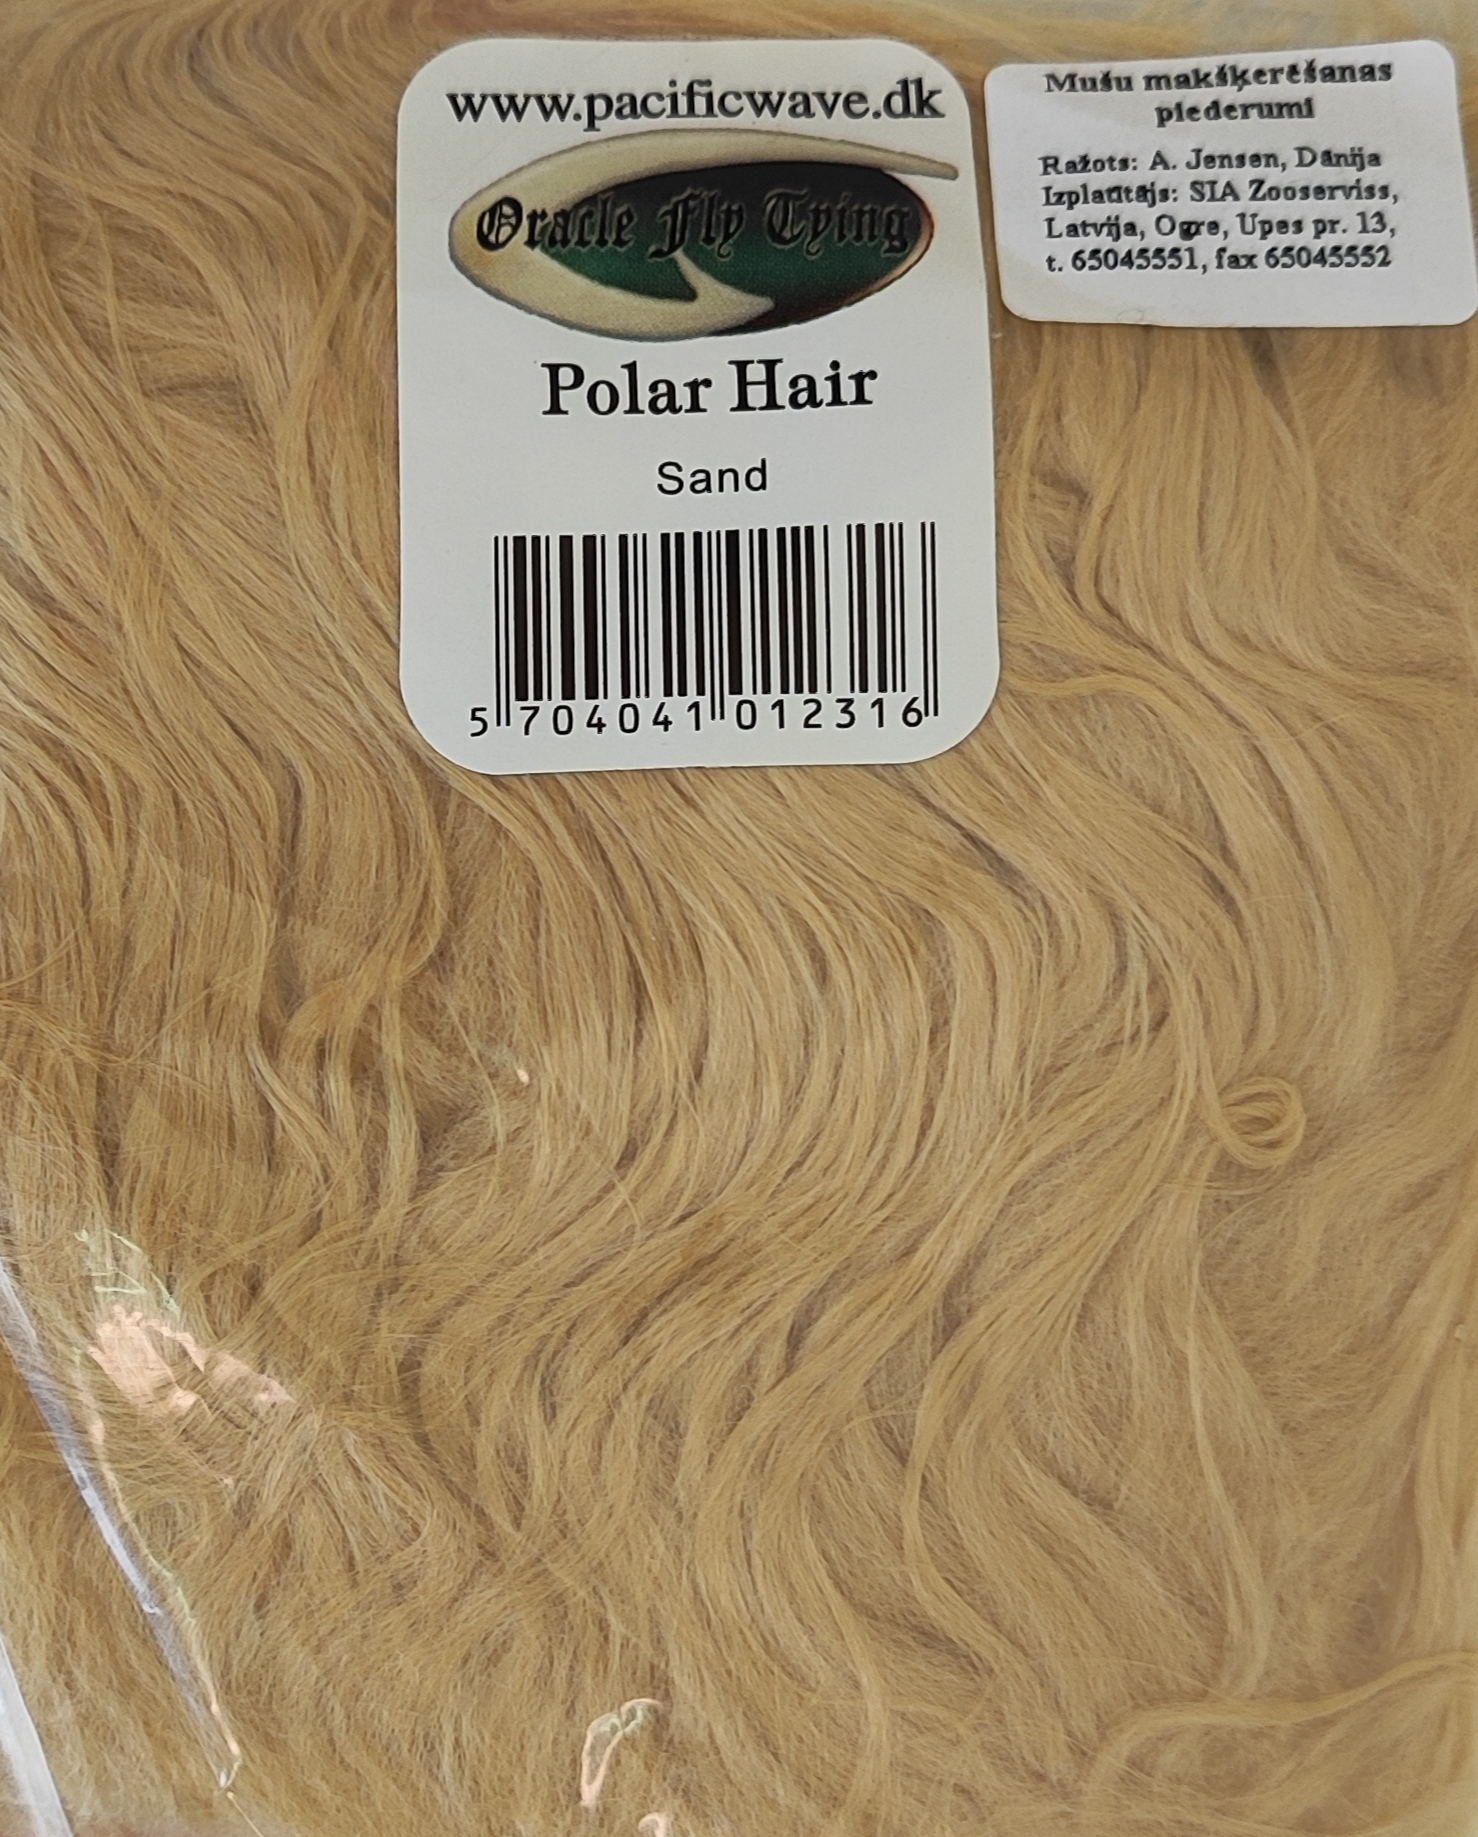 www.pacificwave.dk
Oracle Fly Tying
Polar Hair
Sand
5 704041 012316
Mušu makšķerēšanas
piederumi
Ražots: A. Jensen, Dānija
Izplatītājs: SIA Zooserviss,
Latvija, Ogre, Upes pr. 13,
t. 65045551, fax 65045552